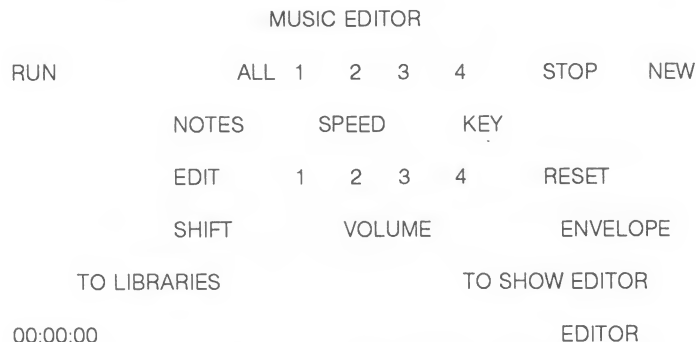 MUSIC EDITOR
RUN ALL 1 2 3 4 STOP NEW
NOTES SPEED KEY
EDIT 1 2 3 4 RESET
SHIFT VOLUME ENVELOPE
TO LIBRARIES TO SHOW EDITOR
00:00:00 EDITOR